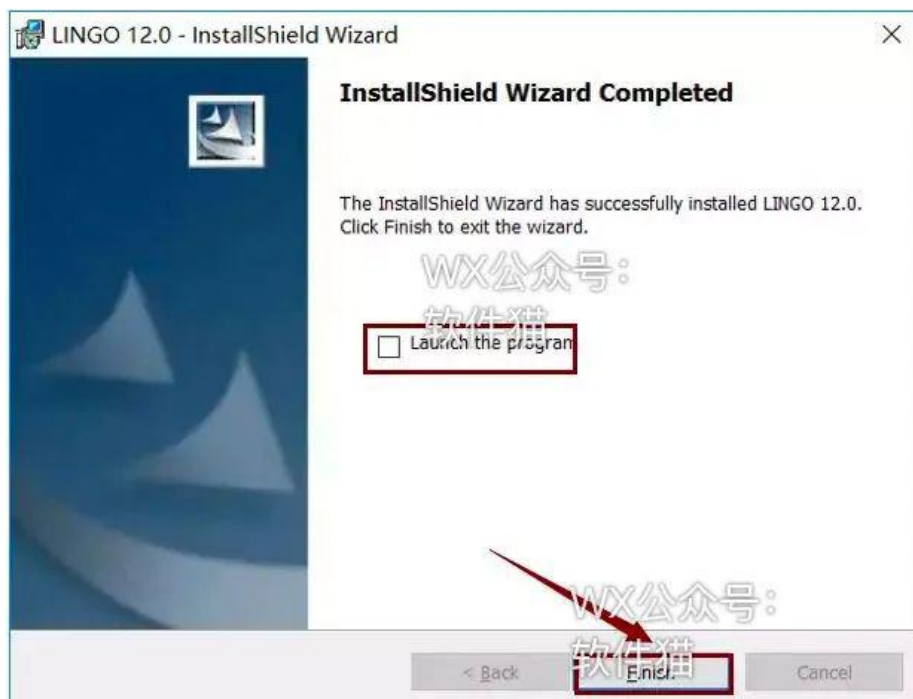 LINGO 12.0 - InstallShield Wizard
InstallShield Wizard Completed
The InstallShield Wizard has successfully installed LINGO 12.0.
Click Finish to exit the wizard.
WX公众号：
软件猫
Launch the program
WX公众号：
软件猫
< Back
Finish
Cancel